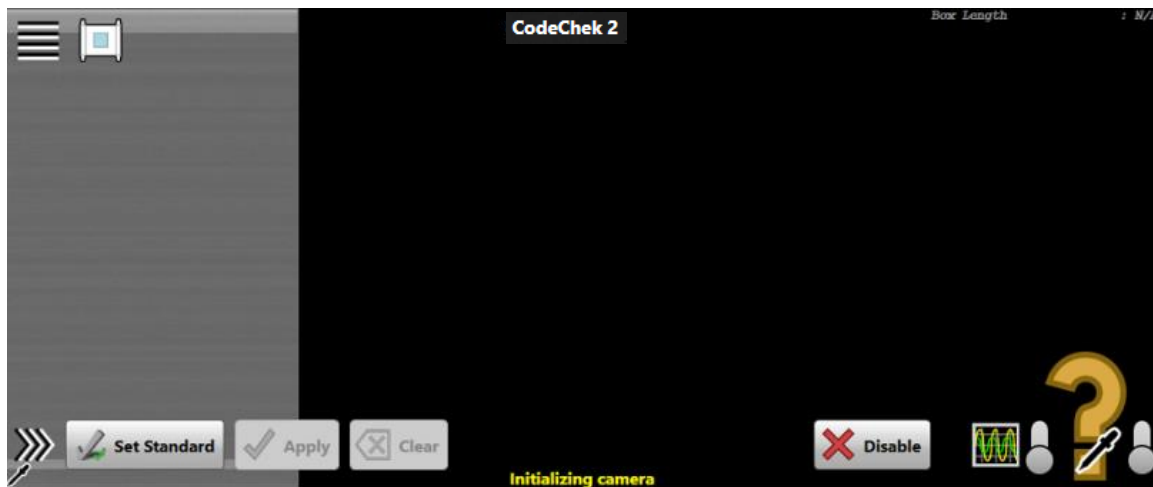 CodeChek 2
Box Length : N/
Set Standard
Apply
Clear
Disable
Initializing camera